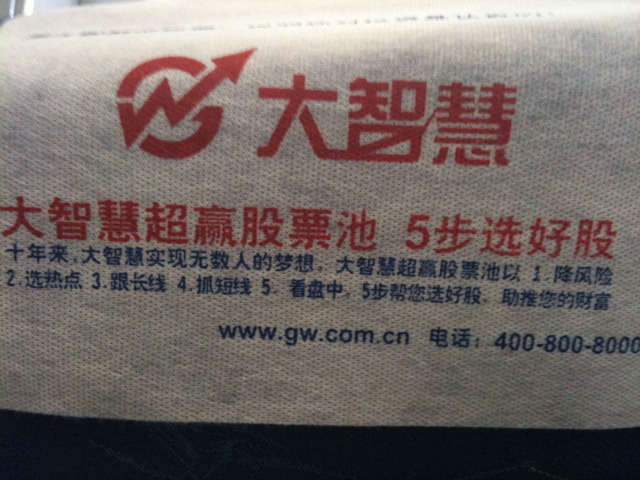 大智慧
大智慧超赢股票池 5步选好股
十年来，大智慧实现无数人的梦想。大智慧超赢股票池以 1.降风险
2.选热点 3.跟长线 4.抓短线 5.看盘中，5步帮您选好股，助推您的财富
www.gw.com.cn 电话：400-800-8000